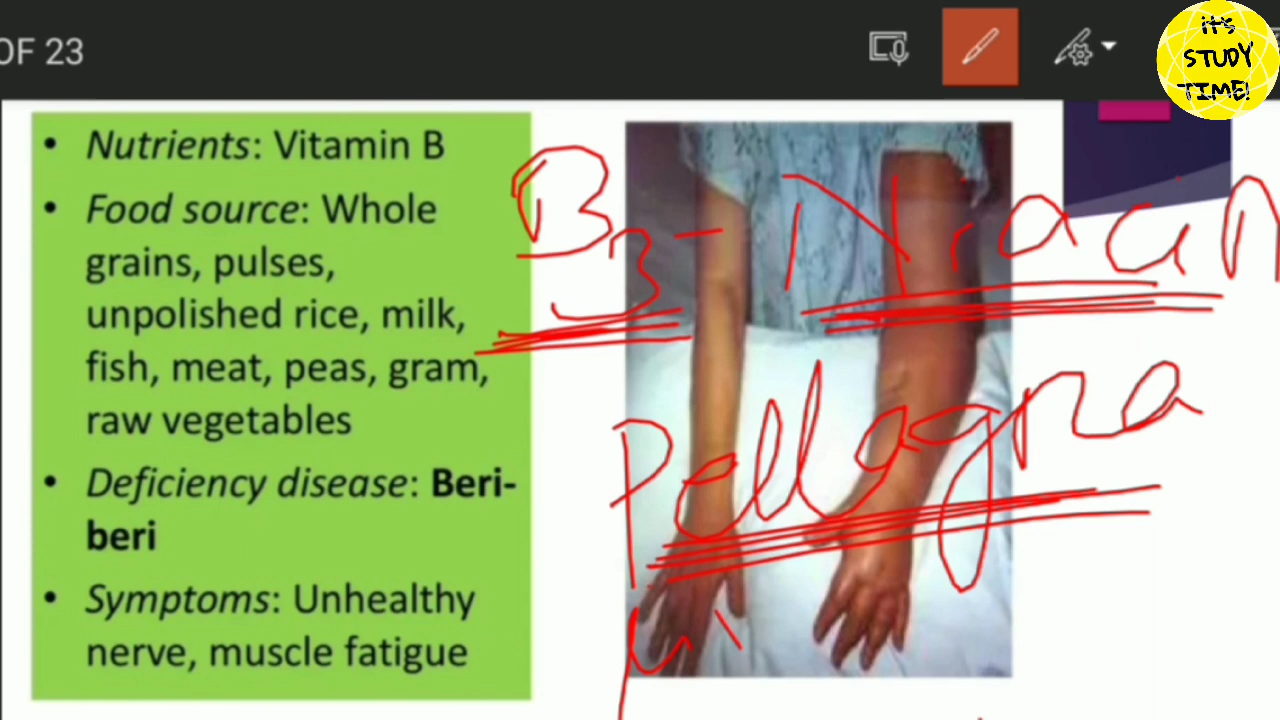 OF 23
its
STUDY
TIME!
• Nutrients: Vitamin B
• Food source: Whole
grains, pulses,
unpolished rice, milk,
fish, meat, peas, gram,
raw vegetables
• Deficiency disease: Beri-
beri
• Symptoms: Unhealthy
nerve, muscle fatigue
B3 - Niacin
Pellagra